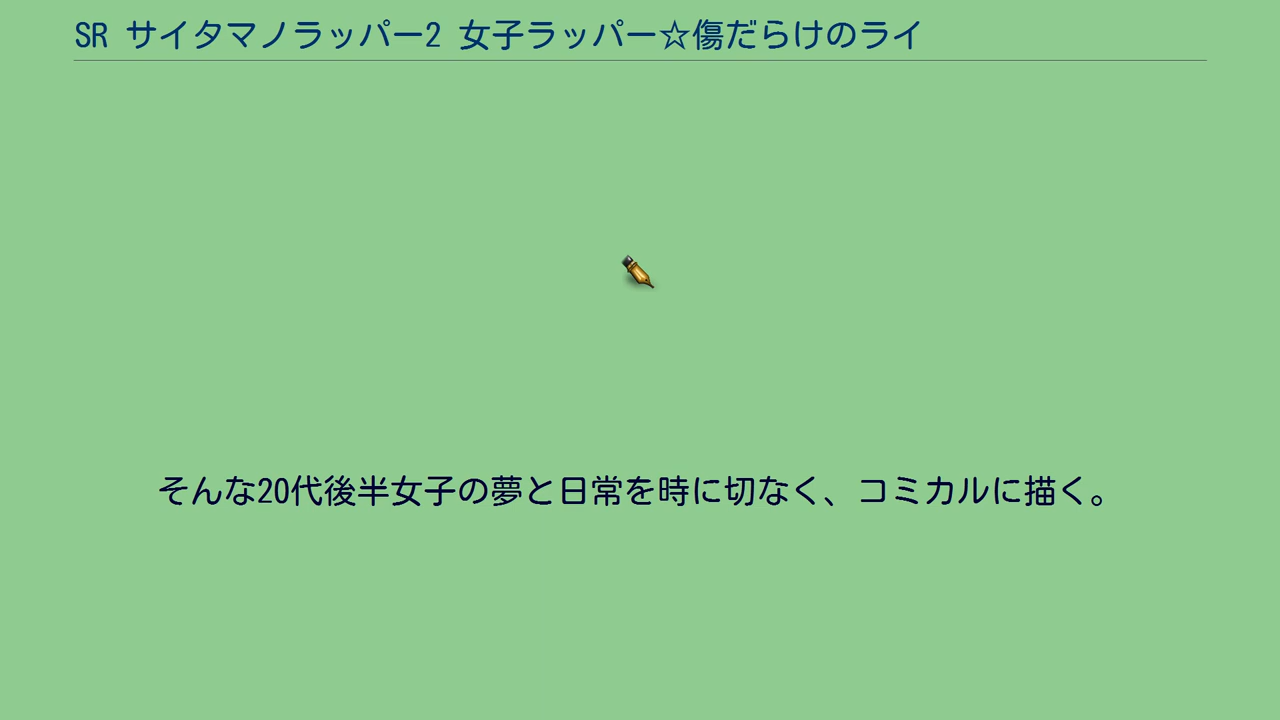 SR サイタマノラッパー2 女子ラッパー☆傷だらけのライ
そんな20代後半女子の夢と日常を時に切なく、コミカルに描く。